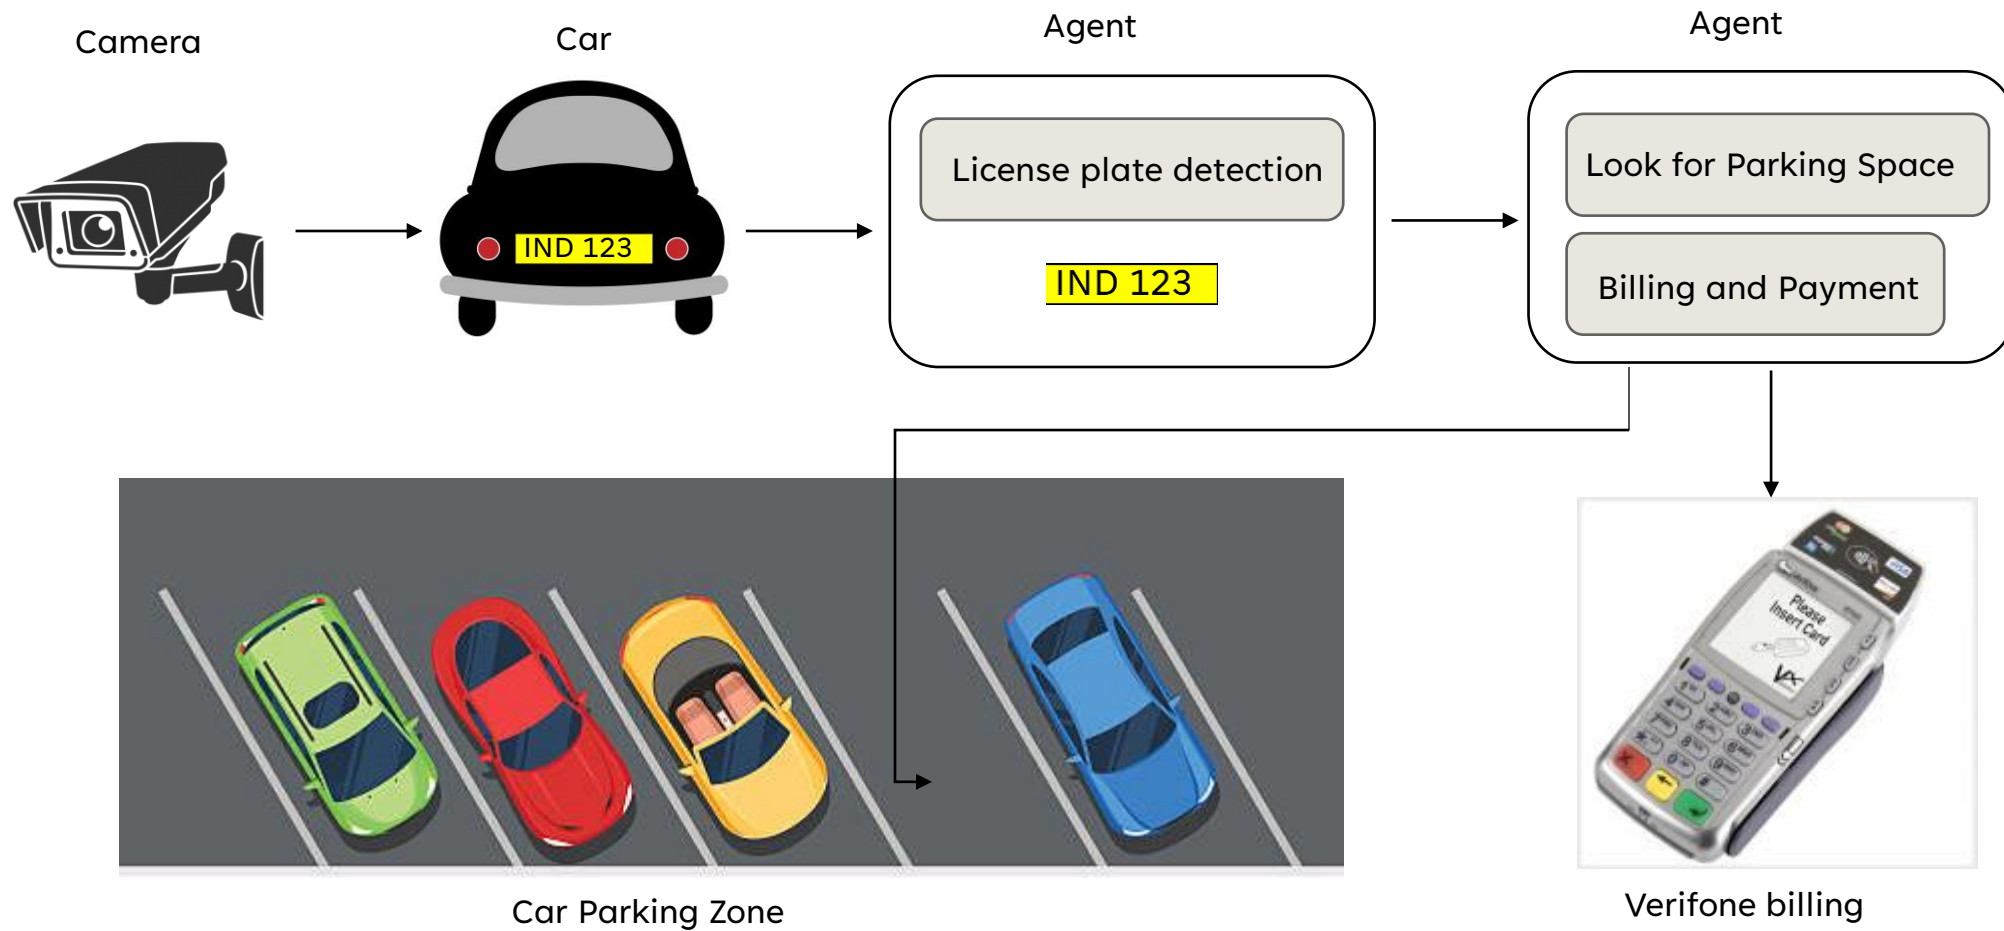 Camera
Car
Agent
Agent
IND 123
License plate detection
IND 123
Look for Parking Space
Billing and Payment
Please
Insert Card
Car Parking Zone
Verifone billing